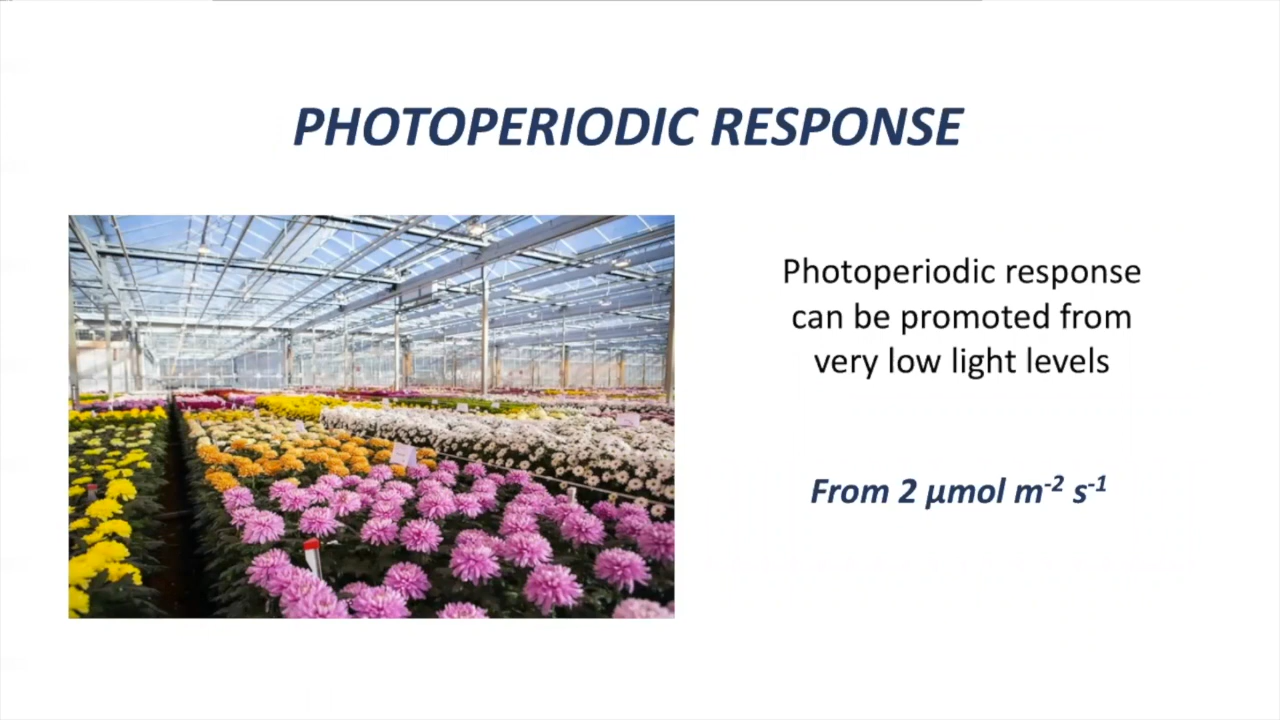 PHOTOPERIODIC RESPONSE
Photoperiodic response
can be promoted from
very low light levels
From 2 μmol m⁻² s⁻¹